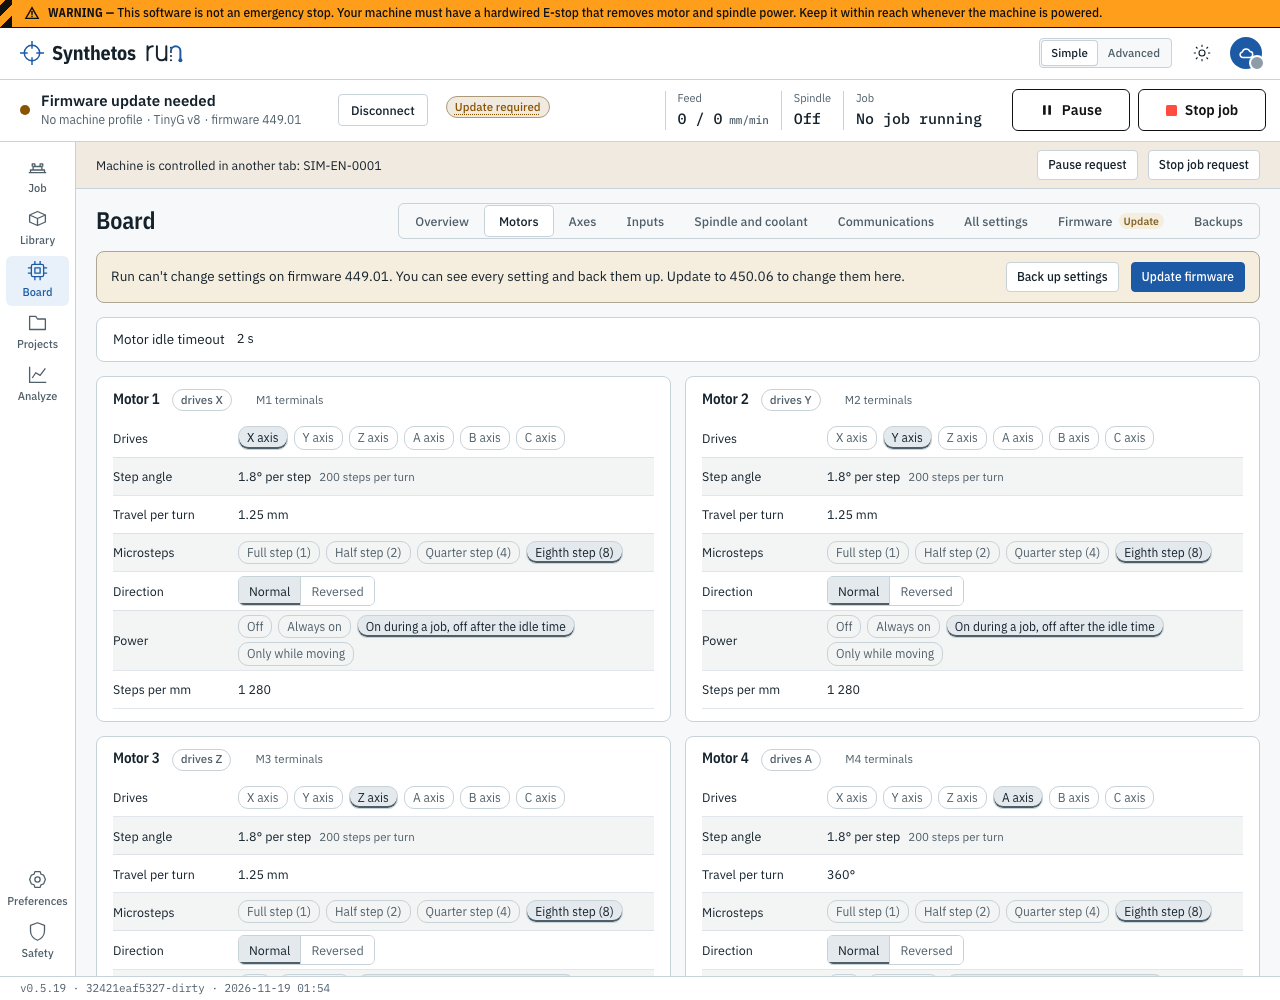 WARNING — This software is not an emergency stop. Your machine must have a hardwired E-stop that removes motor and spindle power. Keep it within reach whenever the machine is powered.
Synthetos run
Simple Advanced
Firmware update needed
No machine profile · TinyG v8 · firmware 449.01
Disconnect
Update required
Feed
0 / 0 mm/min
Spindle
Off
Job
No job running
Pause
Stop job
Job
Library
Board
Projects
Analyze
Preferences
Safety
Machine is controlled in another tab: SIM-EN-0001
Pause request
Stop job request
Board
Overview Motors Axes Inputs Spindle and coolant Communications All settings Firmware Update Backups
Run can't change settings on firmware 449.01. You can see every setting and back them up. Update to 450.06 to change them here.
Back up settings
Update firmware
Motor idle timeout 2 s
Motor 1 drives X M1 terminals
Drives X axis Y axis Z axis A axis B axis C axis
Step angle 1.8° per step 200 steps per turn
Travel per turn 1.25 mm
Microsteps Full step (1) Half step (2) Quarter step (4) Eighth step (8)
Direction Normal Reversed
Power Off Always on On during a job, off after the idle time
Only while moving
Steps per mm 1 280
Motor 2 drives Y M2 terminals
Drives X axis Y axis Z axis A axis B axis C axis
Step angle 1.8° per step 200 steps per turn
Travel per turn 1.25 mm
Microsteps Full step (1) Half step (2) Quarter step (4) Eighth step (8)
Direction Normal Reversed
Power Off Always on On during a job, off after the idle time
Only while moving
Steps per mm 1 280
Motor 3 drives Z M3 terminals
Drives X axis Y axis Z axis A axis B axis C axis
Step angle 1.8° per step 200 steps per turn
Travel per turn 1.25 mm
Microsteps Full step (1) Half step (2) Quarter step (4) Eighth step (8)
Direction Normal Reversed
Motor 4 drives A M4 terminals
Drives X axis Y axis Z axis A axis B axis C axis
Step angle 1.8° per step 200 steps per turn
Travel per turn 360°
Microsteps Full step (1) Half step (2) Quarter step (4) Eighth step (8)
Direction Normal Reversed
v0.5.19 · 32421eaf5327-dirty · 2026-11-19 01:54